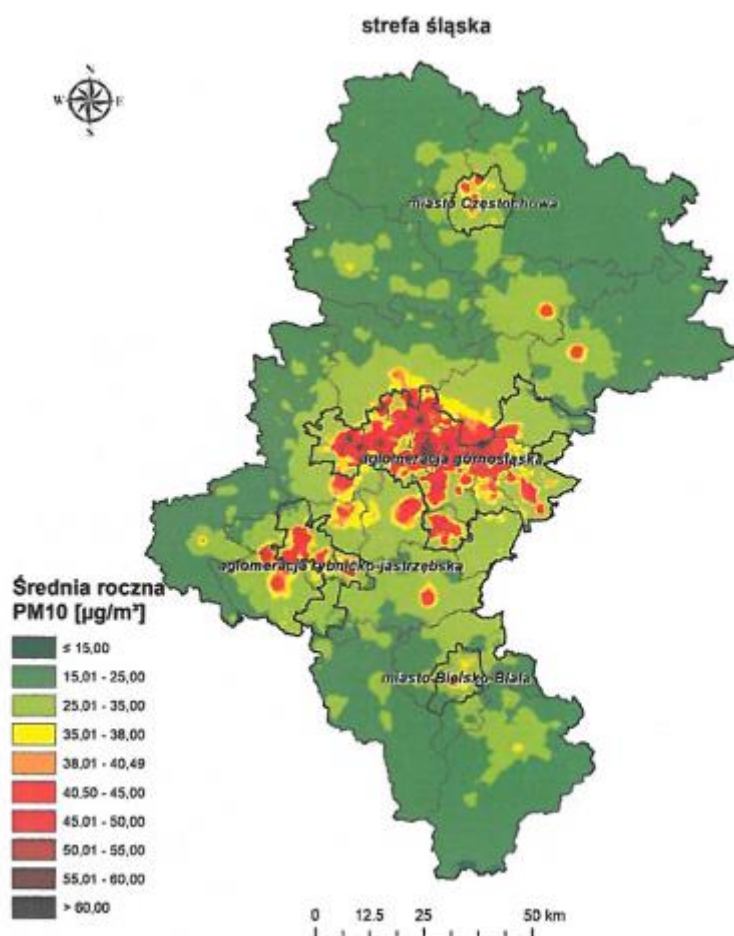 strefa śląska
N
W E
S
miasto Częstochowa
aglomeracja górnośląska
aglomeracja rybnicko-jastrzębska
miasto Bielsko-Biała
Średnia roczna
PM10 [µg/m³]
≤ 15,00
15,01 - 25,00
25,01 - 35,00
35,01 - 38,00
38,01 - 40,49
40,50 - 45,00
45,01 - 50,00
50,01 - 55,00
55,01 - 60,00
> 60,00
0 12.5 25 50 km